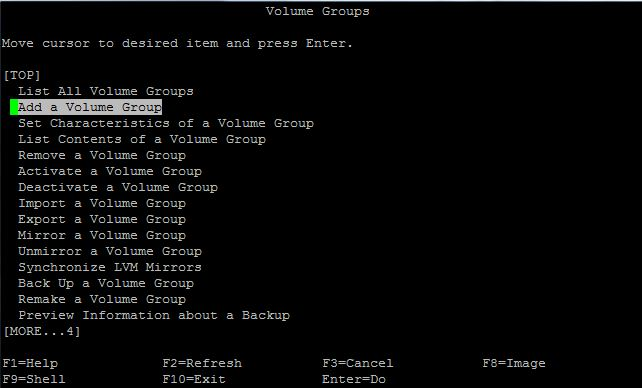 Volume Groups
Move cursor to desired item and press Enter.
[TOP]
List All Volume Groups
Add a Volume Group
Set Characteristics of a Volume Group
List Contents of a Volume Group
Remove a Volume Group
Activate a Volume Group
Deactivate a Volume Group
Import a Volume Group
Export a Volume Group
Mirror a Volume Group
Unmirror a Volume Group
Synchronize LVM Mirrors
Back Up a Volume Group
Remake a Volume Group
Preview Information about a Backup
[MORE...4]
F1=Help F2=Refresh F3=Cancel F8=Image
F9=Shell F10=Exit Enter=Do